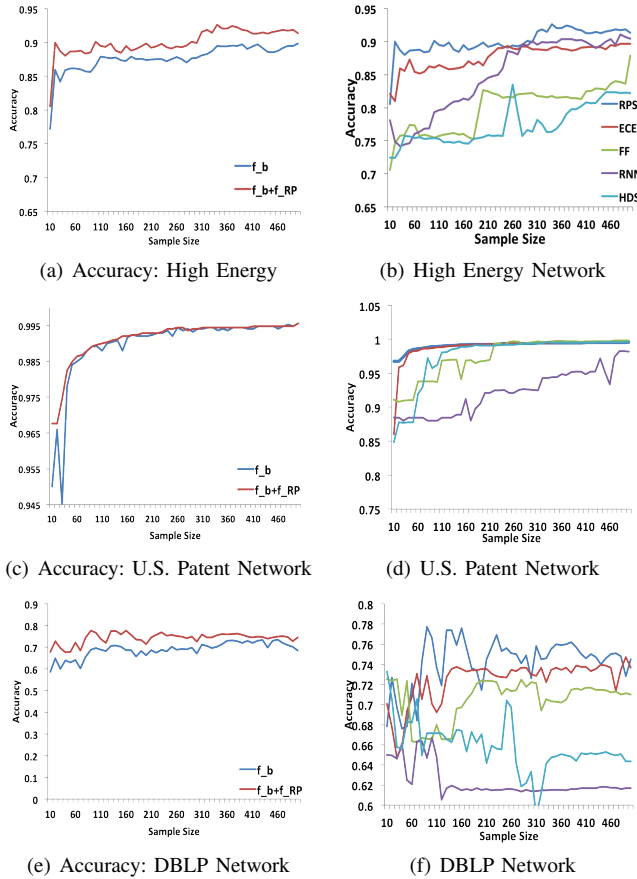 0.95
0.9
0.85
0.8
0.75
0.7
0.65
Accuracy
f_b
f_b+f_RP
10 60 110 160 210 260 310 360 410 460
Sample Size
(a) Accuracy: High Energy
0.95
0.9
0.85
0.8
0.75
0.7
0.65
Accuracy
RPS
ECE
FF
RNN
HDS
10 60 110 160 210 260 310 360 410 460
Sample Size
(b) High Energy Network
0.995
0.985
0.975
0.965
0.955
0.945
Accuracy
f_b
f_b+f_RP
10 60 110 160 210 260 310 360 410 460
Sample Size
(c) Accuracy: U.S. Patent Network
1.05
1
0.95
0.9
0.85
0.8
0.75
Accuracy
10 60 110 160 210 260 310 360 410 460
Sample Size
(d) U.S. Patent Network
0.9
0.8
0.7
0.6
0.5
0.4
0.3
0.2
0.1
0
Accuracy
f_b
f_b+f_RP
10 60 110 160 210 260 310 360 410 460
Sample Size
(e) Accuracy: DBLP Network
0.8
0.78
0.76
0.74
0.72
0.7
0.68
0.66
0.64
0.62
0.6
Accuracy
10 60 110 160 210 260 310 360 410 460
Sample Size
(f) DBLP Network